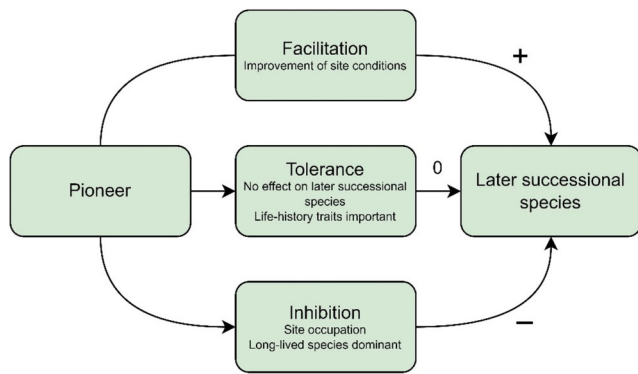 Facilitation
Improvement of site conditions
+
Pioneer
Tolerance
No effect on later successional
species
Life-history traits important
0
Later successional
species
Inhibition
Site occupation
Long-lived species dominant
−